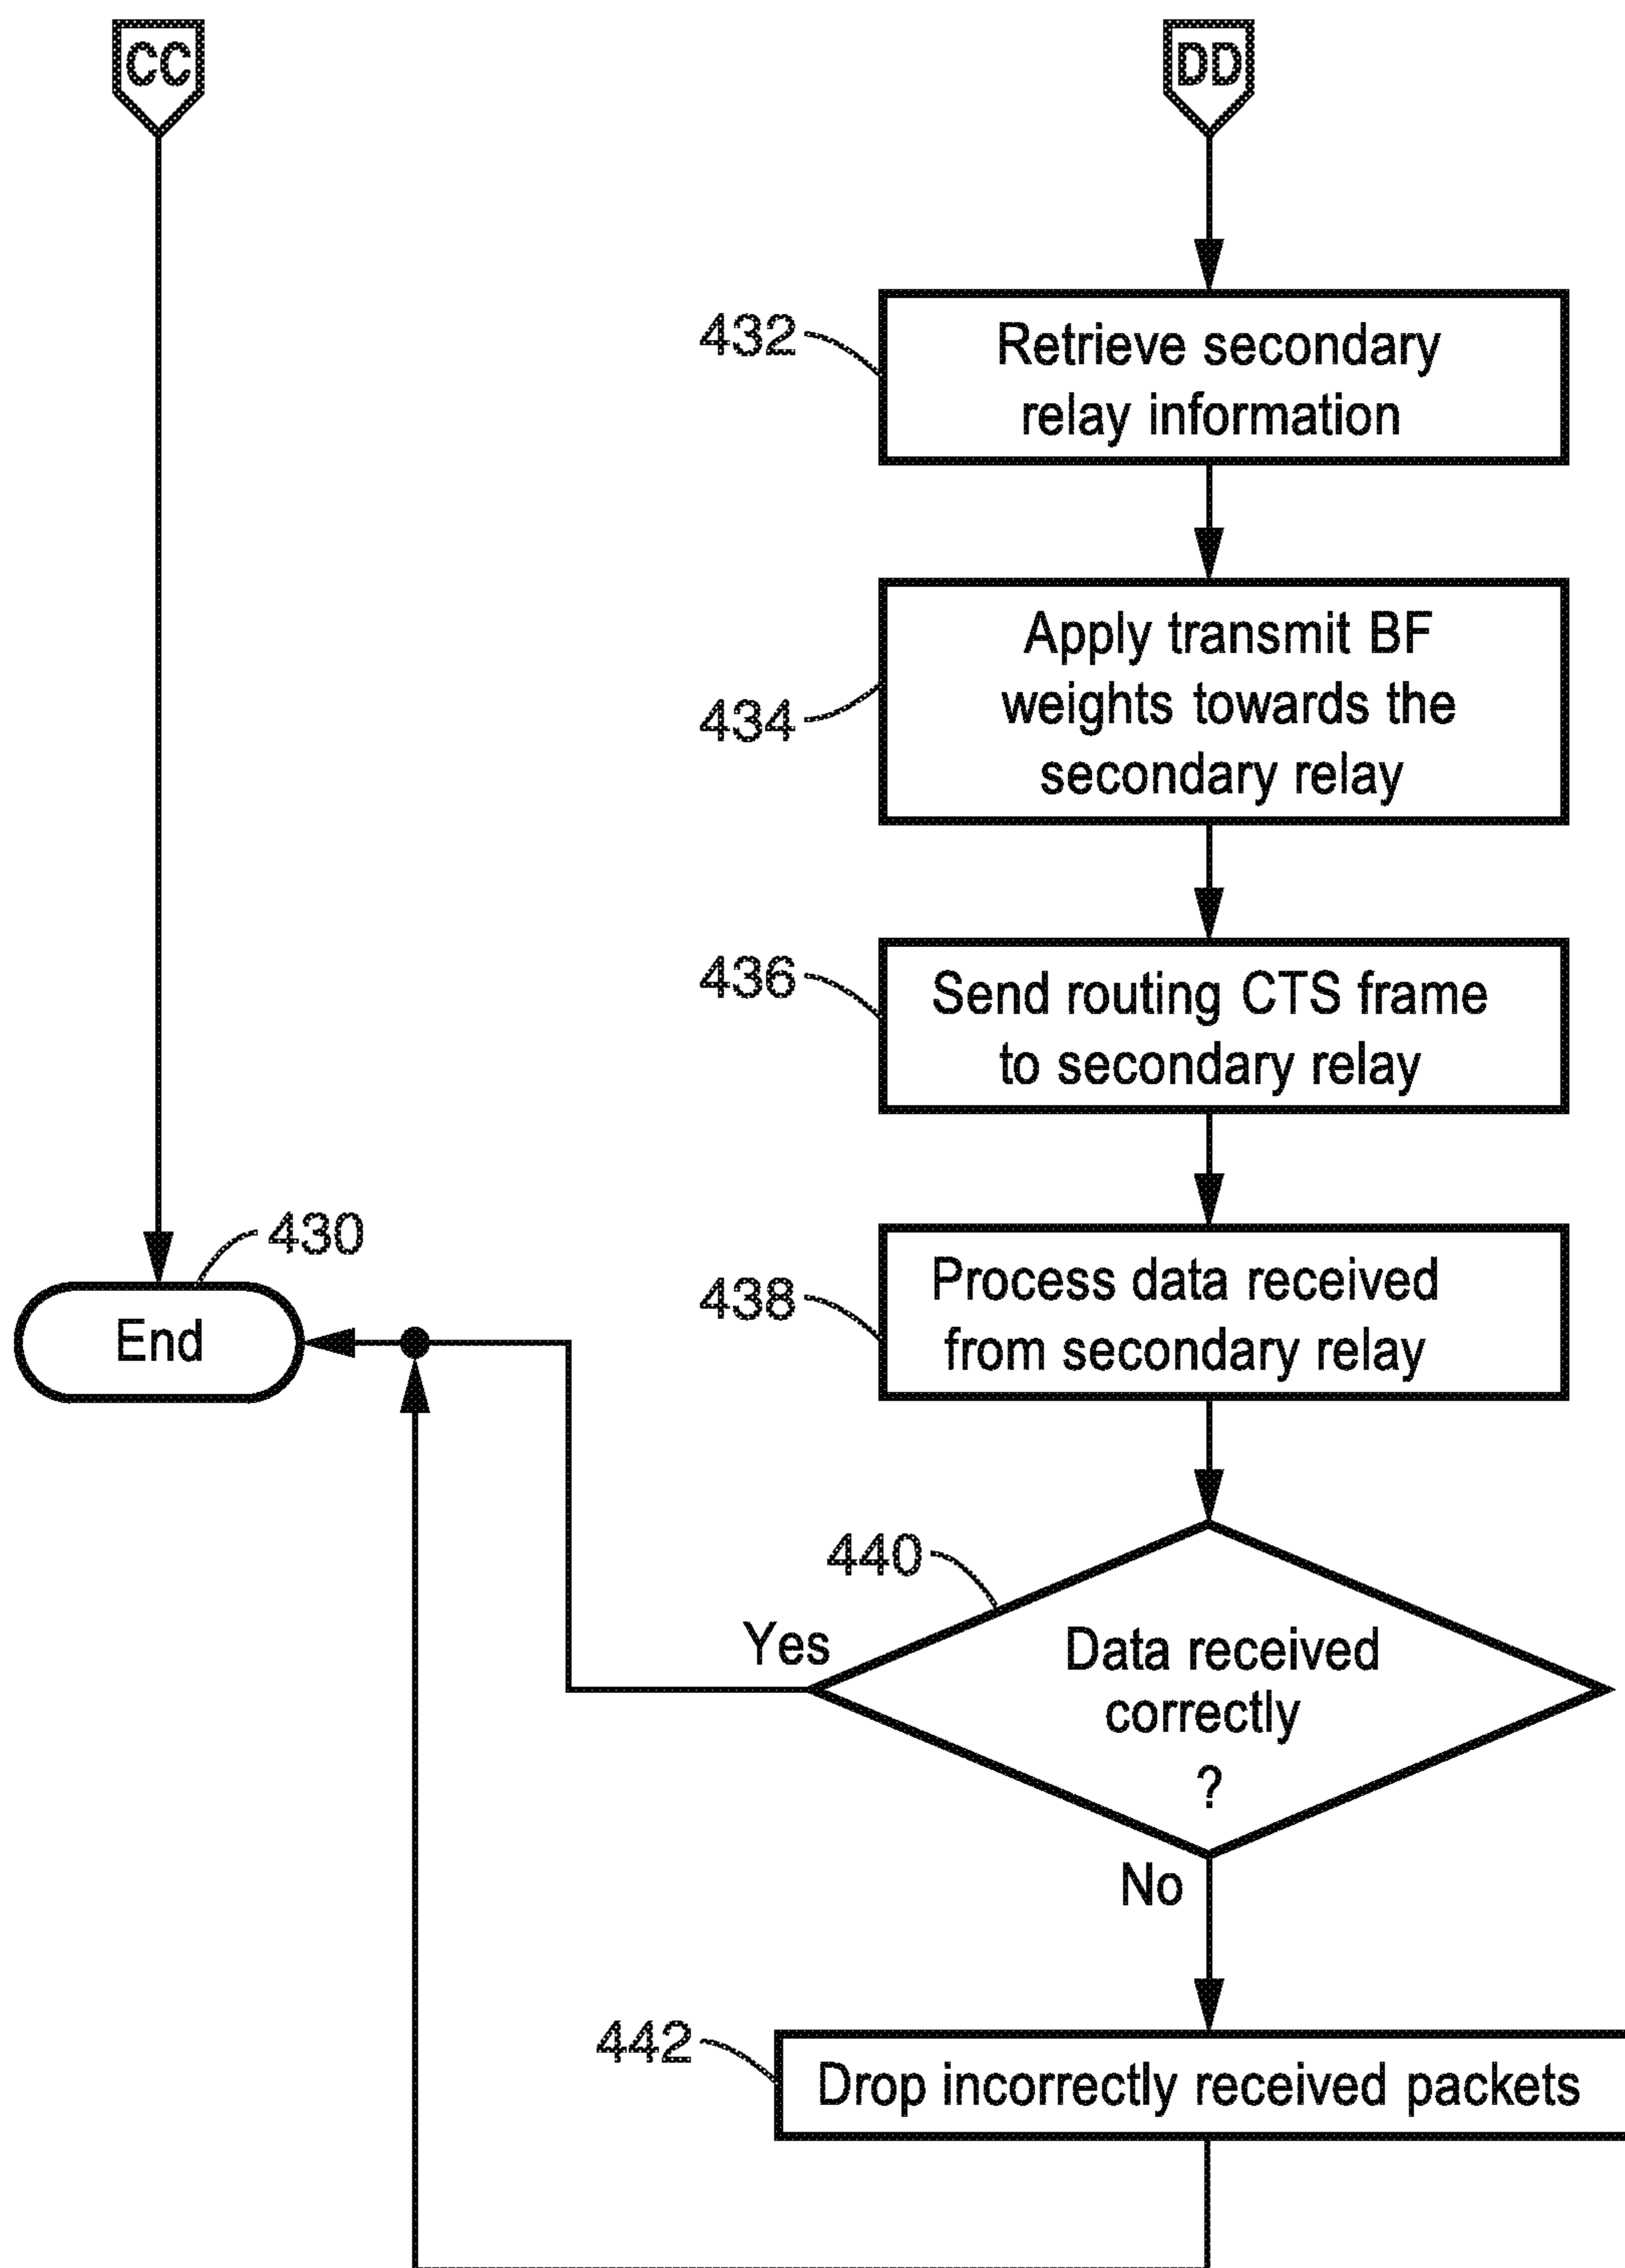 CC
DD
432
Retrieve secondary
relay information
434
Apply transmit BF
weights towards the
secondary relay
436
Send routing CTS frame
to secondary relay
430
End
438
Process data received
from secondary relay
440
Yes
Data received
correctly
?
No
442
Drop incorrectly received packets